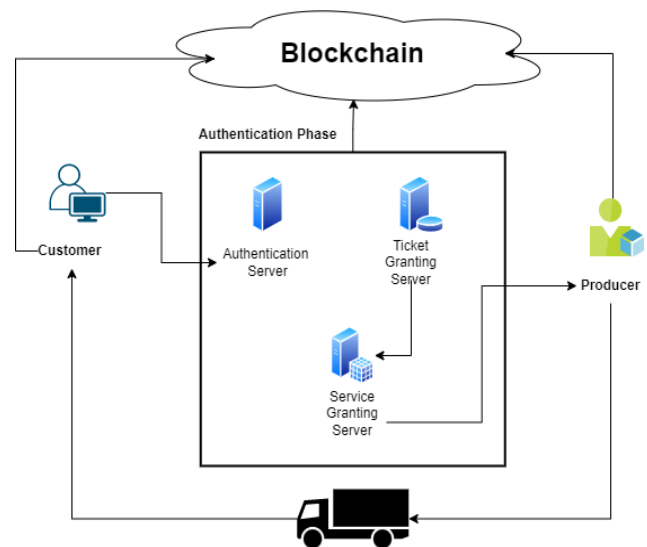 Blockchain
Authentication Phase
Customer
Authentication
Server
Ticket
Granting
Server
Producer
Service
Granting
Server